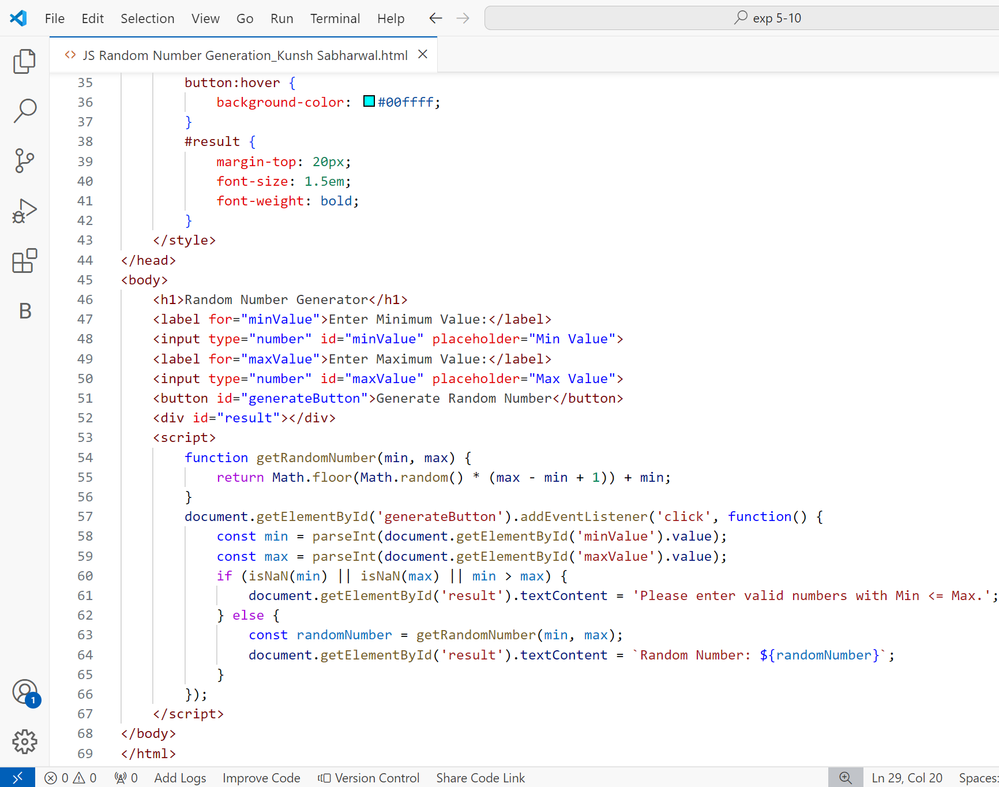 File Edit Selection View Go Run Terminal Help exp 5-10
<> JS Random Number Generation_Kunsh Sabharwal.html
35 button:hover {
36 background-color: #00ffff;
37 }
38 #result {
39 margin-top: 20px;
40 font-size: 1.5em;
41 font-weight: bold;
42 }
43 </style>
44 </head>
45 <body>
46 <h1>Random Number Generator</h1>
47 <label for="minValue">Enter Minimum Value:</label>
48 <input type="number" id="minValue" placeholder="Min Value">
49 <label for="maxValue">Enter Maximum Value:</label>
50 <input type="number" id="maxValue" placeholder="Max Value">
51 <button id="generateButton">Generate Random Number</button>
52 <div id="result"></div>
53 <script>
54 function getRandomNumber(min, max) {
55 return Math.floor(Math.random() * (max - min + 1)) + min;
56 }
57 document.getElementById('generateButton').addEventListener('click', function() {
58 const min = parseInt(document.getElementById('minValue').value);
59 const max = parseInt(document.getElementById('maxValue').value);
60 if (isNaN(min) || isNaN(max) || min > max) {
61 document.getElementById('result').textContent = 'Please enter valid numbers with Min <= Max.';
62 } else {
63 const randomNumber = getRandomNumber(min, max);
64 document.getElementById('result').textContent = `Random Number: ${randomNumber}`;
65 }
66 });
67 </script>
68 </body>
69 </html>
B
1
0 0 0 Add Logs Improve Code Version Control Share Code Link Ln 29, Col 20 Spaces: